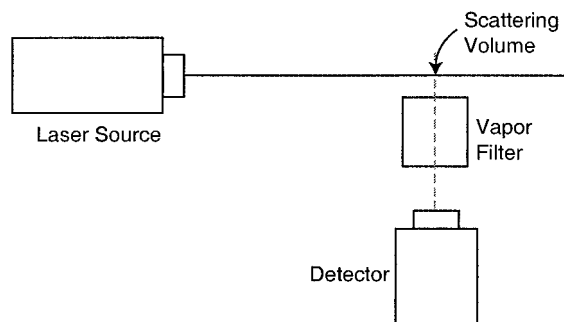 Scattering
Volume
Laser Source
Vapor
Filter
Detector